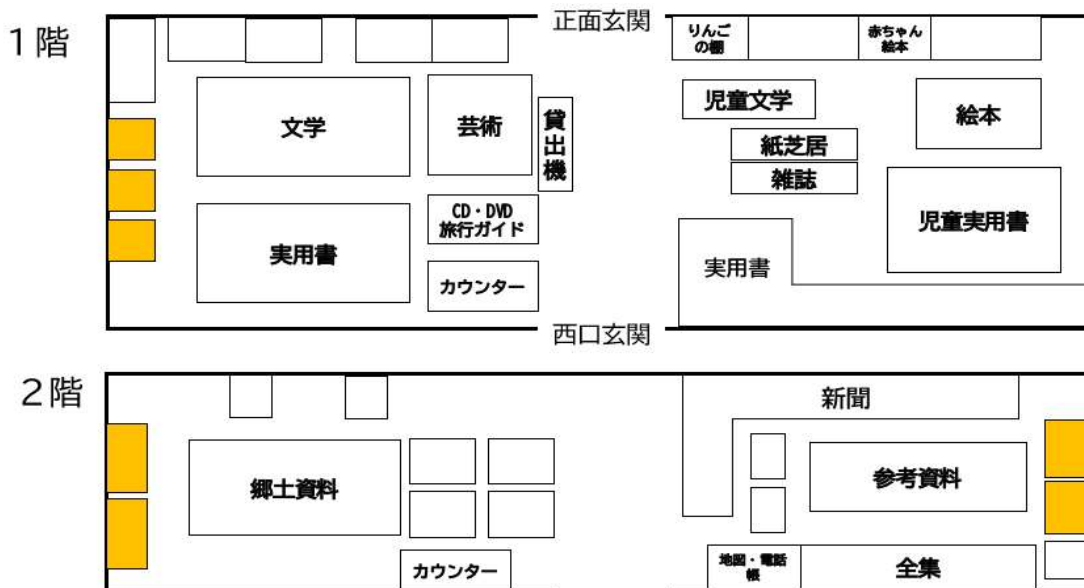 1階
正面玄関
りんご
の棚
赤ちゃん
絵本
文学
芸術
貸出機
児童文学
絵本
紙芝居
雑誌
CD・DVD
旅行ガイド
実用書
児童実用書
実用書
カウンター
西口玄関
2階
新聞
郷土資料
参考資料
カウンター
地図・電話
帳
全集